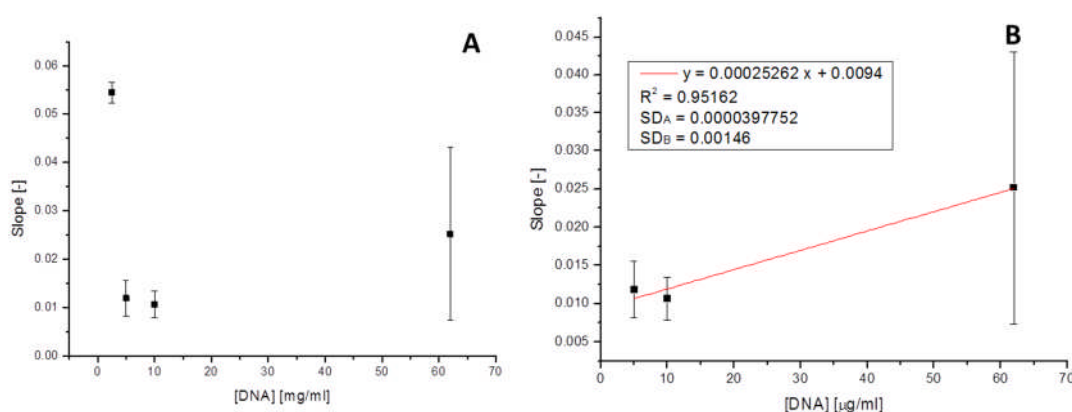 A
0.06
0.05
0.04
0.03
0.02
0.01
0.00
Slope [-]
0 10 20 30 40 50 60 70
[DNA] [mg/ml]
B
0.045
0.040
0.035
0.030
0.025
0.020
0.015
0.010
0.005
Slope [-]
y = 0.00025262 x + 0.0094
R² = 0.95162
SDA = 0.0000397752
SDB = 0.00146
0 10 20 30 40 50 60 70
[DNA] [µg/ml]